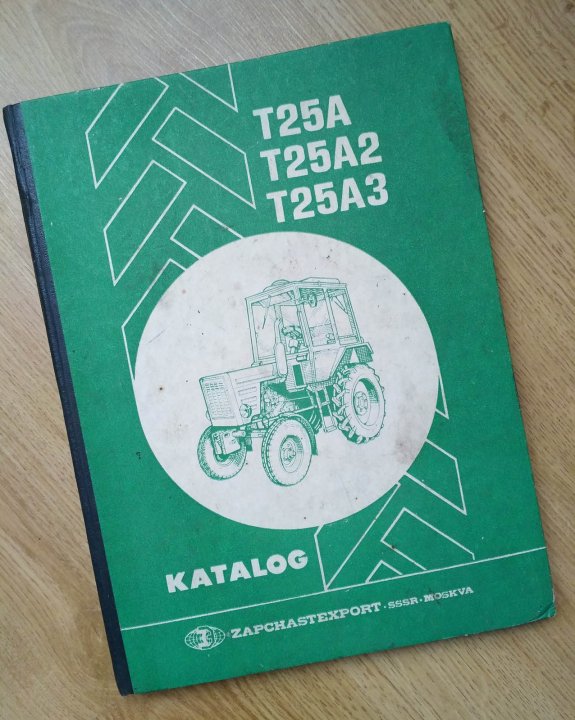 T25A
T25A2
T25A3
KATALOG
ZAPCHASTEXPORT · SSSR · MOSKVA